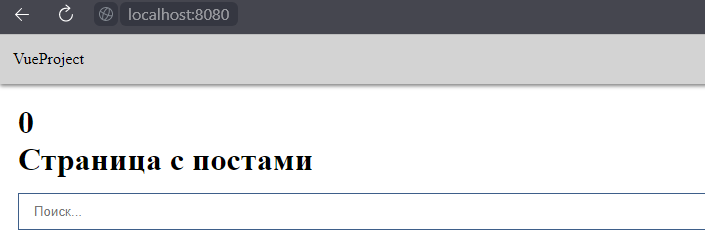 localhost:8080
VueProject
0
Страница с постами
Поиск...